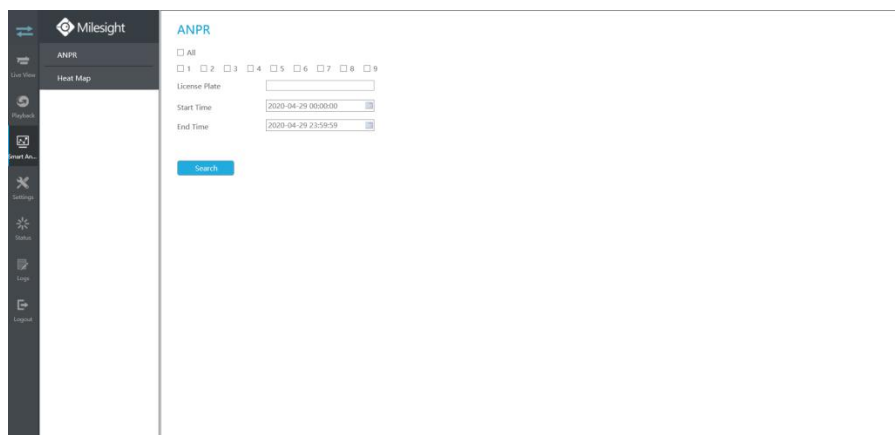 Milesight
ANPR
Heat Map
Live View
Playback
Smart An...
Settings
Status
Logs
Logout
ANPR
All
1 2 3 4 5 6 7 8 9
License Plate
Start Time 2020-04-29 00:00:00
End Time 2020-04-29 23:59:59
Search